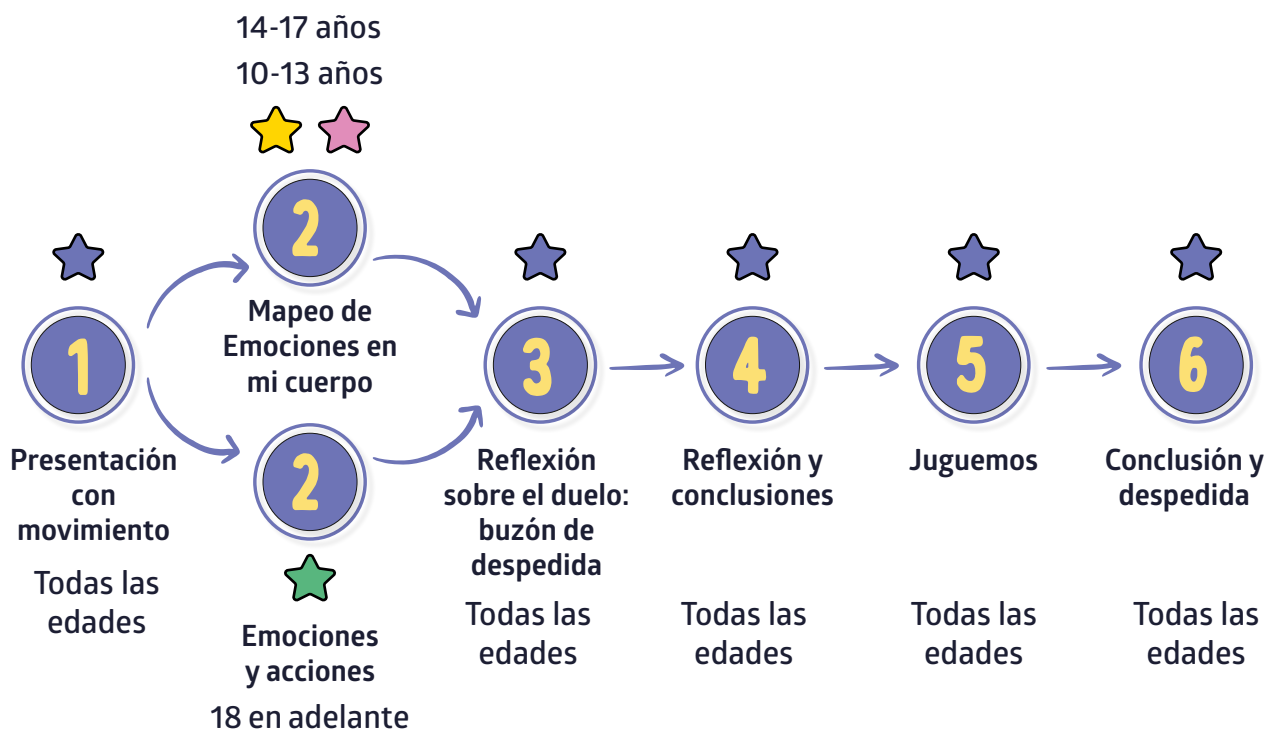 14-17 años
10-13 años
2
Mapeo de
Emociones en
mi cuerpo
1
Presentación
con
movimiento
Todas las
edades
2
Emociones
y acciones
18 en adelante
3
Reflexión
sobre el duelo:
buzón de
despedida
Todas las
edades
4
Reflexión y
conclusiones
Todas las
edades
5
Juguemos
Todas las
edades
6
Conclusión y
despedida
Todas las
edades